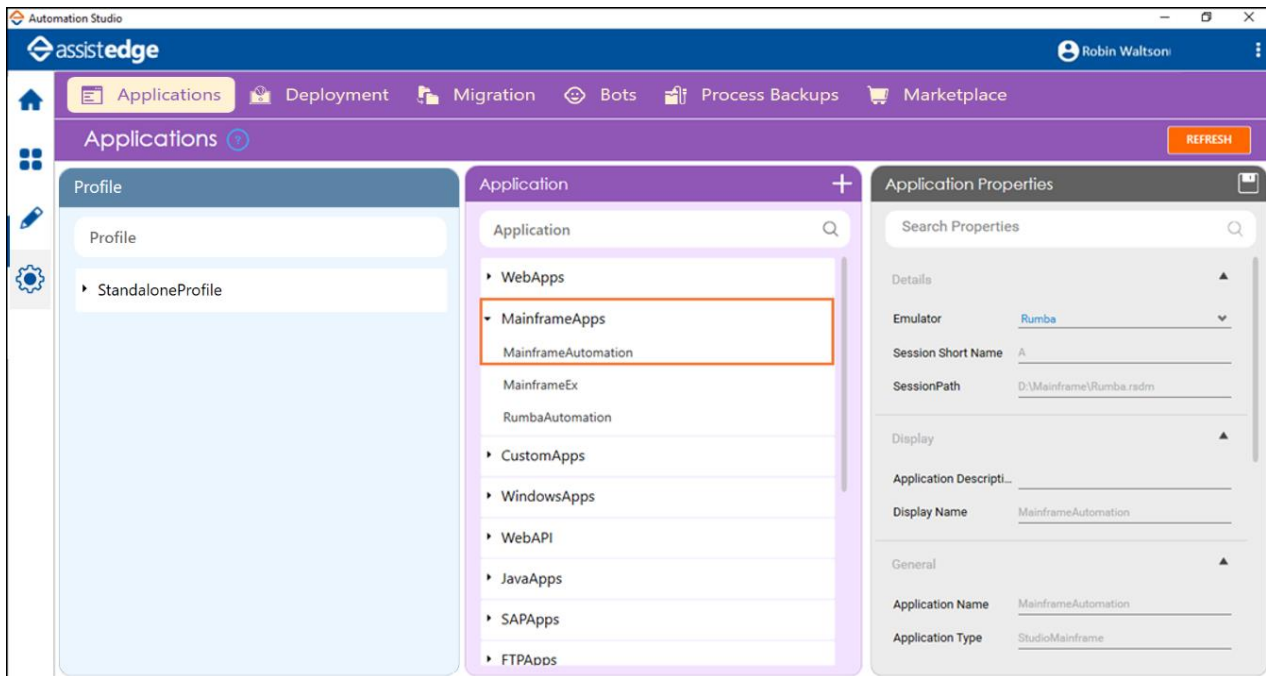 Automation Studio
assistedge
Robin Waltson
Applications Deployment Migration Bots Process Backups Marketplace
Applications ?
REFRESH
Profile
Profile
StandaloneProfile
Application
Application
WebApps
MainframeApps
MainframeAutomation
MainframeEx
RumbaAutomation
CustomApps
WindowsApps
WebAPI
JavaApps
SAPApps
FTPApps
Application Properties
Search Properties
Details
Emulator Rumba
Session Short Name A
SessionPath D:\Mainframe\Rumba.rsdm
Display
Application Descripti...
Display Name MainframeAutomation
General
Application Name MainframeAutomation
Application Type StudioMainframe